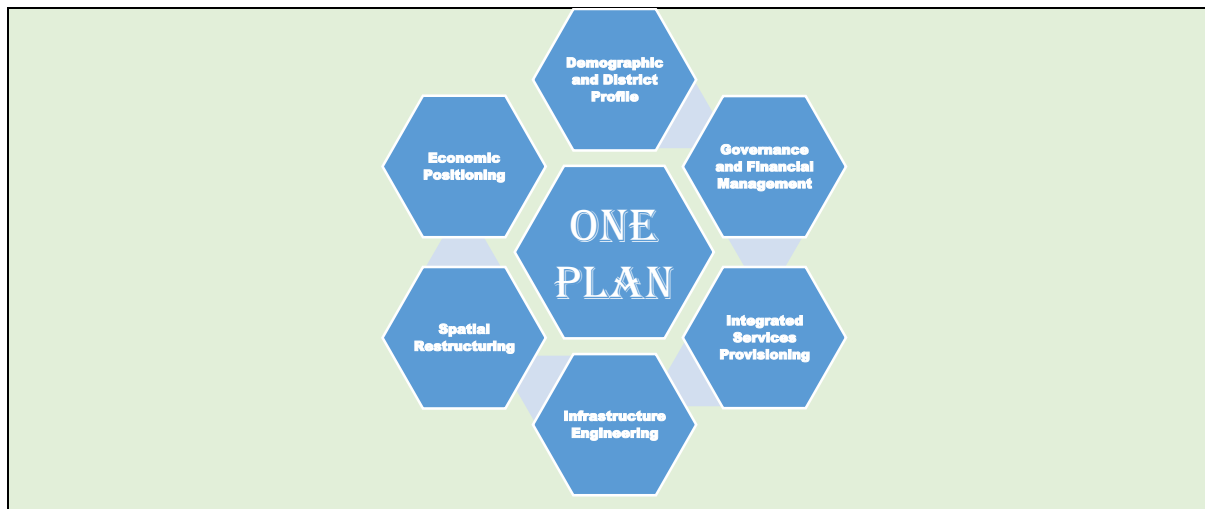 Demographic
and District
Profile
Economic
Positioning
Governance
and Financial
Management
ONE
PLAN
Spatial
Restructuring
Integrated
Services
Provisioning
Infrastructure
Engineering